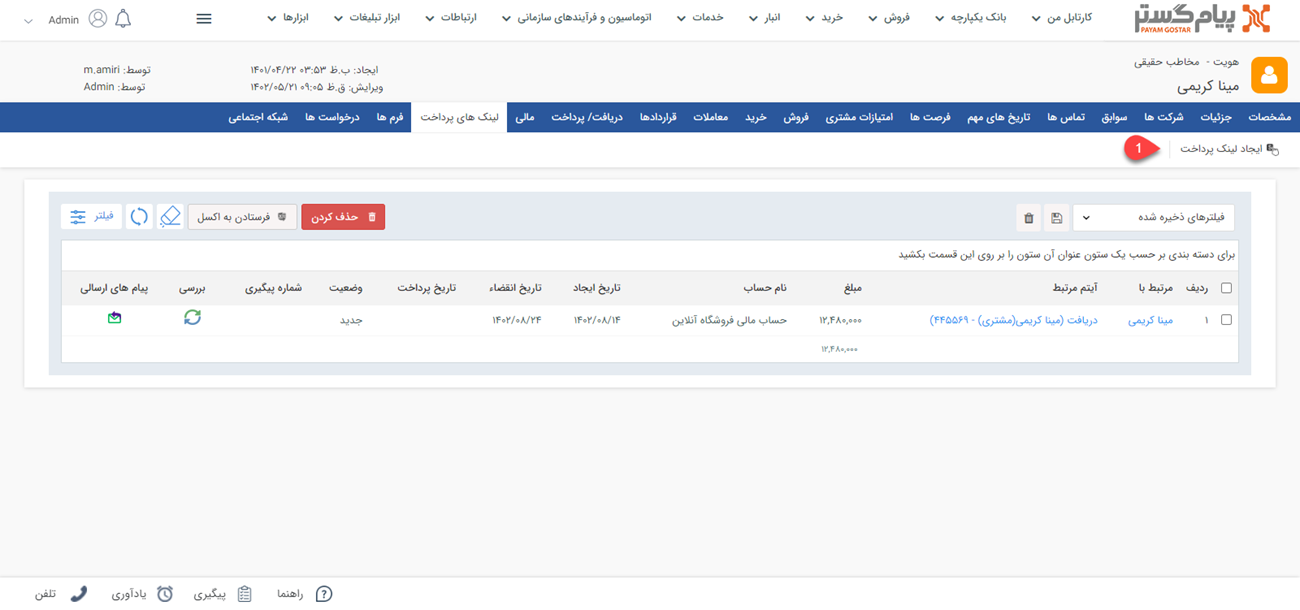 پیام گستر کارتابل من بانک یکپارچه فروش خرید انبار خدمات اتوماسیون و فرآیندهای سازمانی ارتباطات ابزار تبلیغات ابزارها Admin
PAYAM GOSTAR
هویت - مخاطب حقیقی
مینا کریمی
ایجاد: ب.ظ ۰۳:۵۳ ۱۴۰۱/۰۴/۲۲ توسط: m.amiri
ویرایش: ق.ظ ۰۹:۰۵ ۱۴۰۲/۰۵/۲۱ توسط: Admin
مشخصات جزئیات شرکت ها سوابق تماس ها تاریخ های مهم فرصت ها امتیازات مشتری فروش خرید معاملات قراردادها دریافت/ پرداخت مالی لینک های پرداخت فرم ها درخواست ها شبکه اجتماعی
ایجاد لینک پرداخت 1
فیلترهای ذخیره شده حذف کردن فرستادن به اکسل فیلتر
برای دسته بندی بر حسب یک ستون عنوان آن ستون را بر روی این قسمت بکشید
ردیف مرتبط با آیتم مرتبط مبلغ نام حساب تاریخ ایجاد تاریخ انقضاء تاریخ پرداخت وضعیت شماره پیگیری بررسی پیام های ارسالی
۱ مینا کریمی دریافت (مینا کریمی(مشتری) - ۴۴۵۵۶۹) ۱۲,۴۸۰,۰۰۰ حساب مالی فروشگاه آنلاین ۱۴۰۲/۰۸/۱۴ ۱۴۰۲/۰۸/۲۴ جدید
۱۲,۴۸۰,۰۰۰
راهنما پیگیری یادآوری تلفن